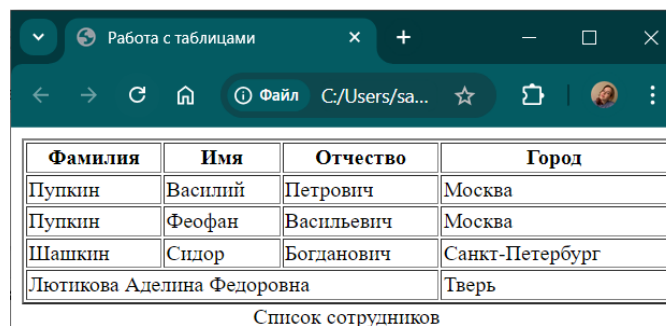 Работа с таблицами
Файл C:/Users/sa...
Фамилия Имя Отчество Город
Пупкин Василий Петрович Москва
Пупкин Феофан Васильевич Москва
Шашкин Сидор Богданович Санкт-Петербург
Лютикова Аделина Федоровна Тверь
Список сотрудников